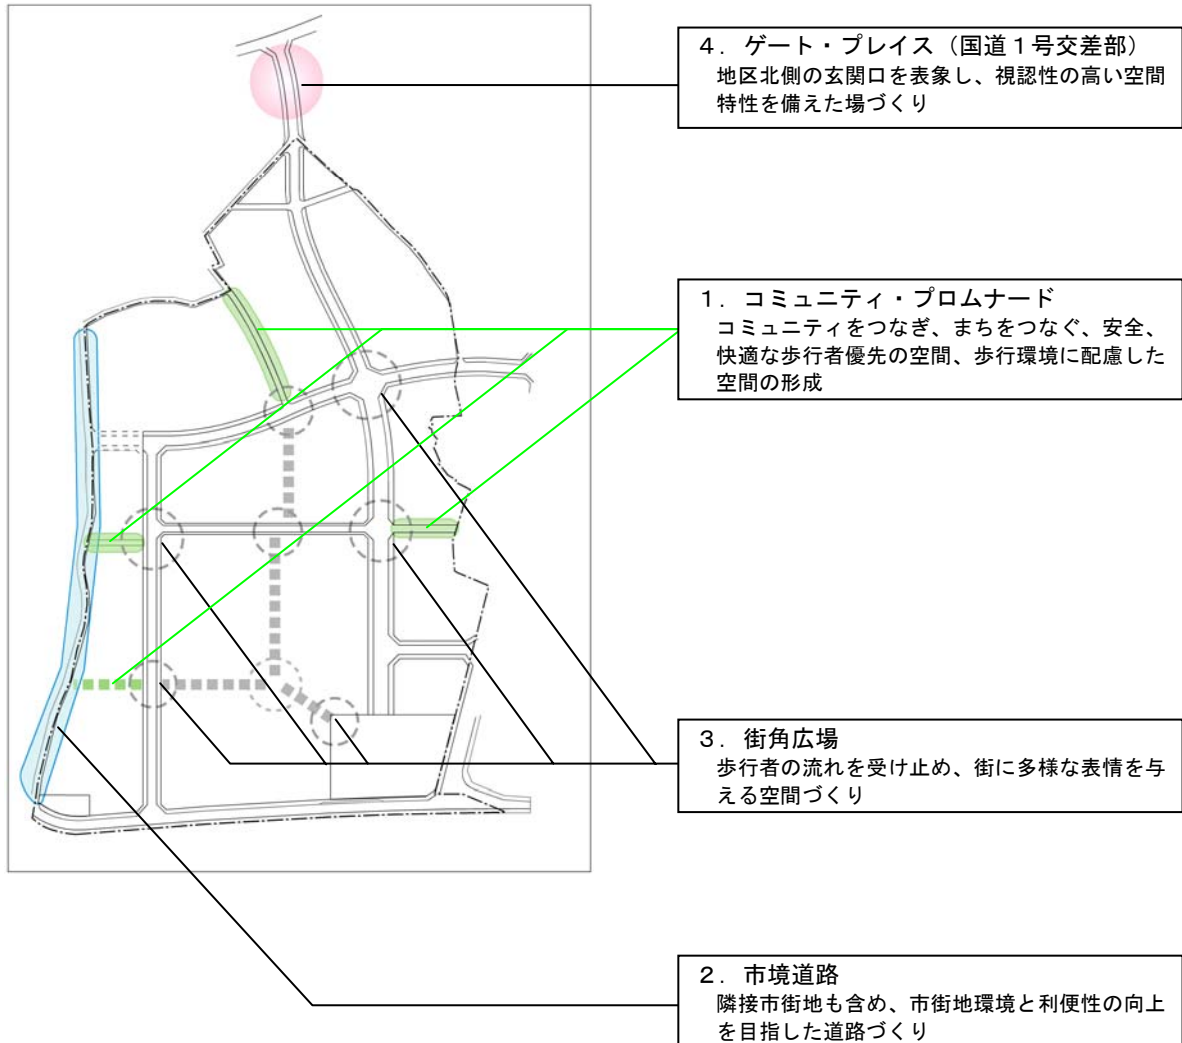 ４．ゲート・プレイス（国道１号交差部）
地区北側の玄関口を表象し、視認性の高い空間
特性を備えた場づくり
１．コミュニティ・プロムナード
コミュニティをつなぎ、まちをつなぐ、安全、
快適な歩行者優先の空間、歩行環境に配慮した
空間の形成
３．街角広場
歩行者の流れを受け止め、街に多様な表情を与
える空間づくり
２．市境道路
隣接市街地も含め、市街地環境と利便性の向上
を目指した道路づくり